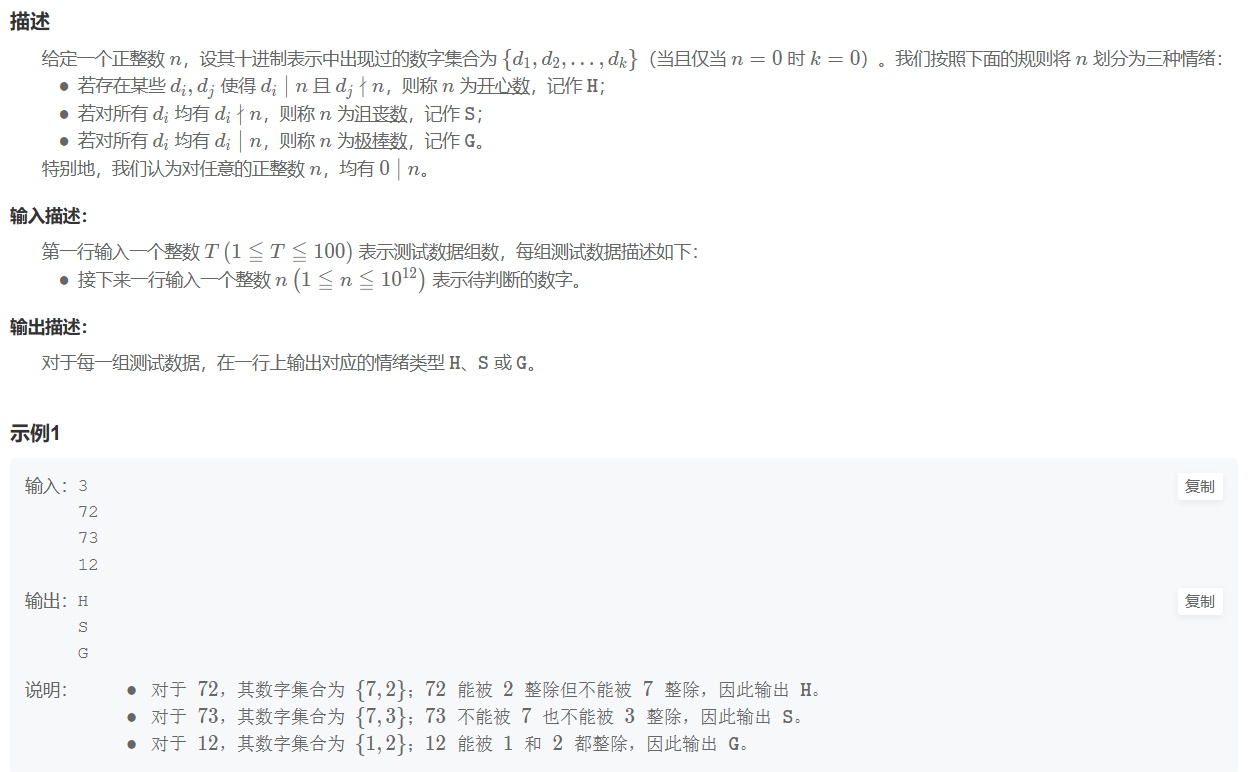 描述
给定一个正整数 n，设其十进制表示中出现过的数字集合为 {d₁, d₂, ..., dₖ}（当且仅当 n = 0 时 k = 0）。我们按照下面的规则将 n 划分为三种情绪：
● 若存在某些 dᵢ, dⱼ 使得 dᵢ ∣ n 且 dⱼ ∤ n，则称 n 为开心数，记作 H；
● 若对所有 dᵢ 均有 dᵢ ∤ n，则称 n 为沮丧数，记作 S；
● 若对所有 dᵢ 均有 dᵢ ∣ n，则称 n 为极棒数，记作 G。
特别地，我们认为对任意的正整数 n，均有 0 ∣ n。
输入描述：
第一行输入一个整数 T (1 ≦ T ≦ 100) 表示测试数据组数，每组测试数据描述如下：
● 接下来一行输入一个整数 n (1 ≦ n ≦ 10¹²) 表示待判断的数字。
输出描述：
对于每一组测试数据，在一行上输出对应的情绪类型 H、S 或 G。
示例1
输入：3 复制
72
73
12
输出：H 复制
S
G
说明： ● 对于 72，其数字集合为 {7, 2}；72 能被 2 整除但不能被 7 整除，因此输出 H。
● 对于 73，其数字集合为 {7, 3}；73 不能被 7 也不能被 3 整除，因此输出 S。
● 对于 12，其数字集合为 {1, 2}；12 能被 1 和 2 都整除，因此输出 G。